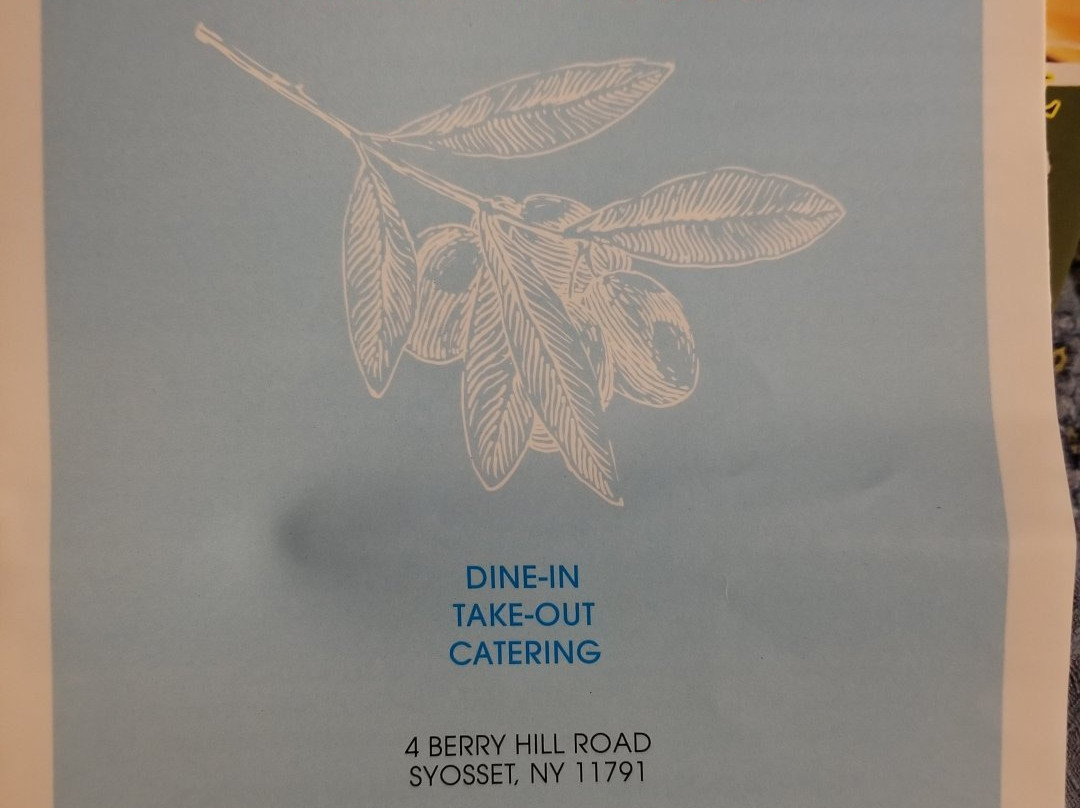 DINE-IN
TAKE-OUT
CATERING
4 BERRY HILL ROAD
SYOSSET, NY 11791